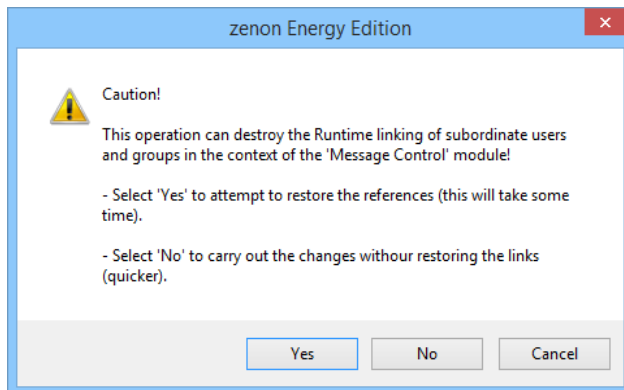 zenon Energy Edition
Caution!
This operation can destroy the Runtime linking of subordinate users
and groups in the context of the 'Message Control' module!
- Select 'Yes' to attempt to restore the references (this will take some
time).
- Select 'No' to carry out the changes withour restoring the links
(quicker).
Yes
No
Cancel